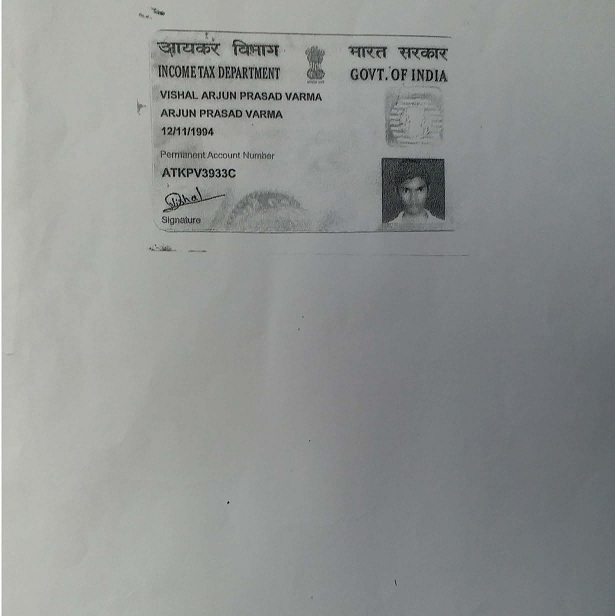 आयकर विभाग
भारत सरकार
INCOME TAX DEPARTMENT
GOVT. OF INDIA
VISHAL ARJUN PRASAD VARMA
ARJUN PRASAD VARMA
12/11/1994
Permanent Account Number
ATKPV3933C
Vishal
Signature